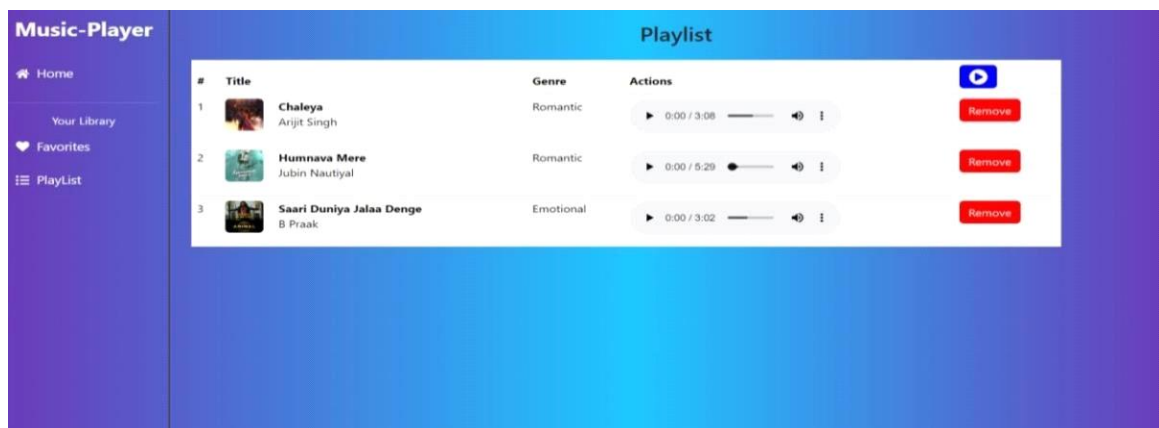 Music-Player
Home
Your Library
Favorites
PlayList
Playlist
# Title Genre Actions
1 Chaleya Romantic 0:00 / 3:08 Remove
Arijit Singh
2 Humnava Mere Romantic 0:00 / 5:29 Remove
Jubin Nautiyal
3 Saari Duniya Jalaa Denge Emotional 0:00 / 3:02 Remove
B Praak